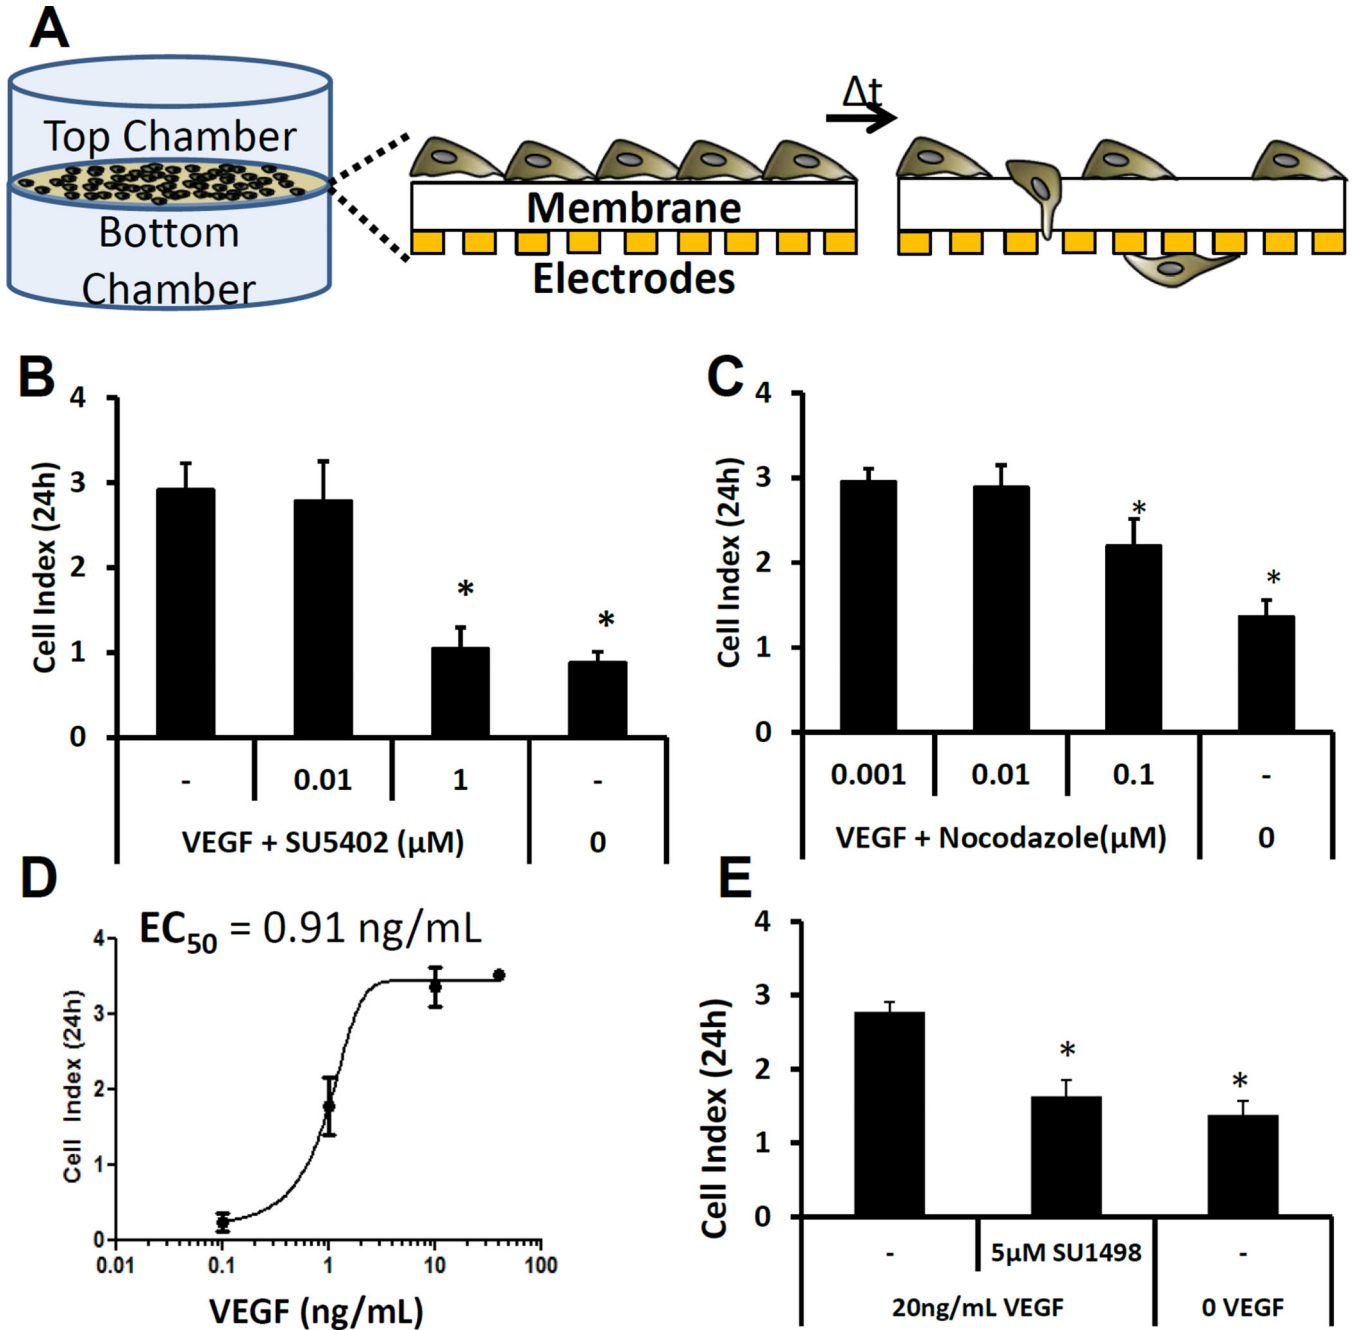 A
Top Chamber
Bottom
Chamber
Membrane
Electrodes
Δt
B
Cell Index (24h)
4
3
2
1
0
- 0.01 1 -
VEGF + SU5402 (μM) 0
C
Cell Index (24h)
4
3
2
1
0
*
*
0.001 0.01 0.1 -
VEGF + Nocodazole(μM) 0
*
*
D
EC50 = 0.91 ng/mL
Cell Index (24h)
4
3
2
1
0
0.01 0.1 1 10 100
VEGF (ng/mL)
E
Cell Index (24h)
4
3
2
1
0
*
*
- 5μM SU1498 -
20ng/mL VEGF 0 VEGF